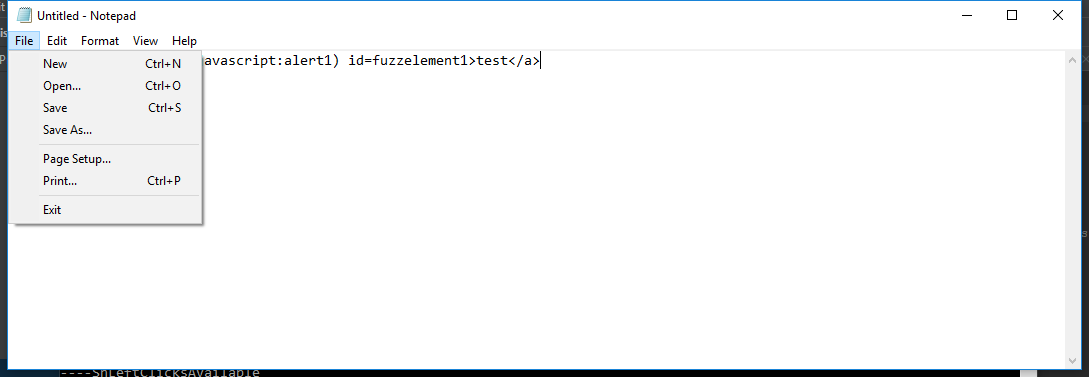 Untitled - Notepad
File Edit Format View Help
avascript:alert1) id=fuzzelement1>test</a>
New Ctrl+N
Open... Ctrl+O
Save Ctrl+S
Save As...
Page Setup...
Print... Ctrl+P
Exit
----ShLeftClicksAvailable